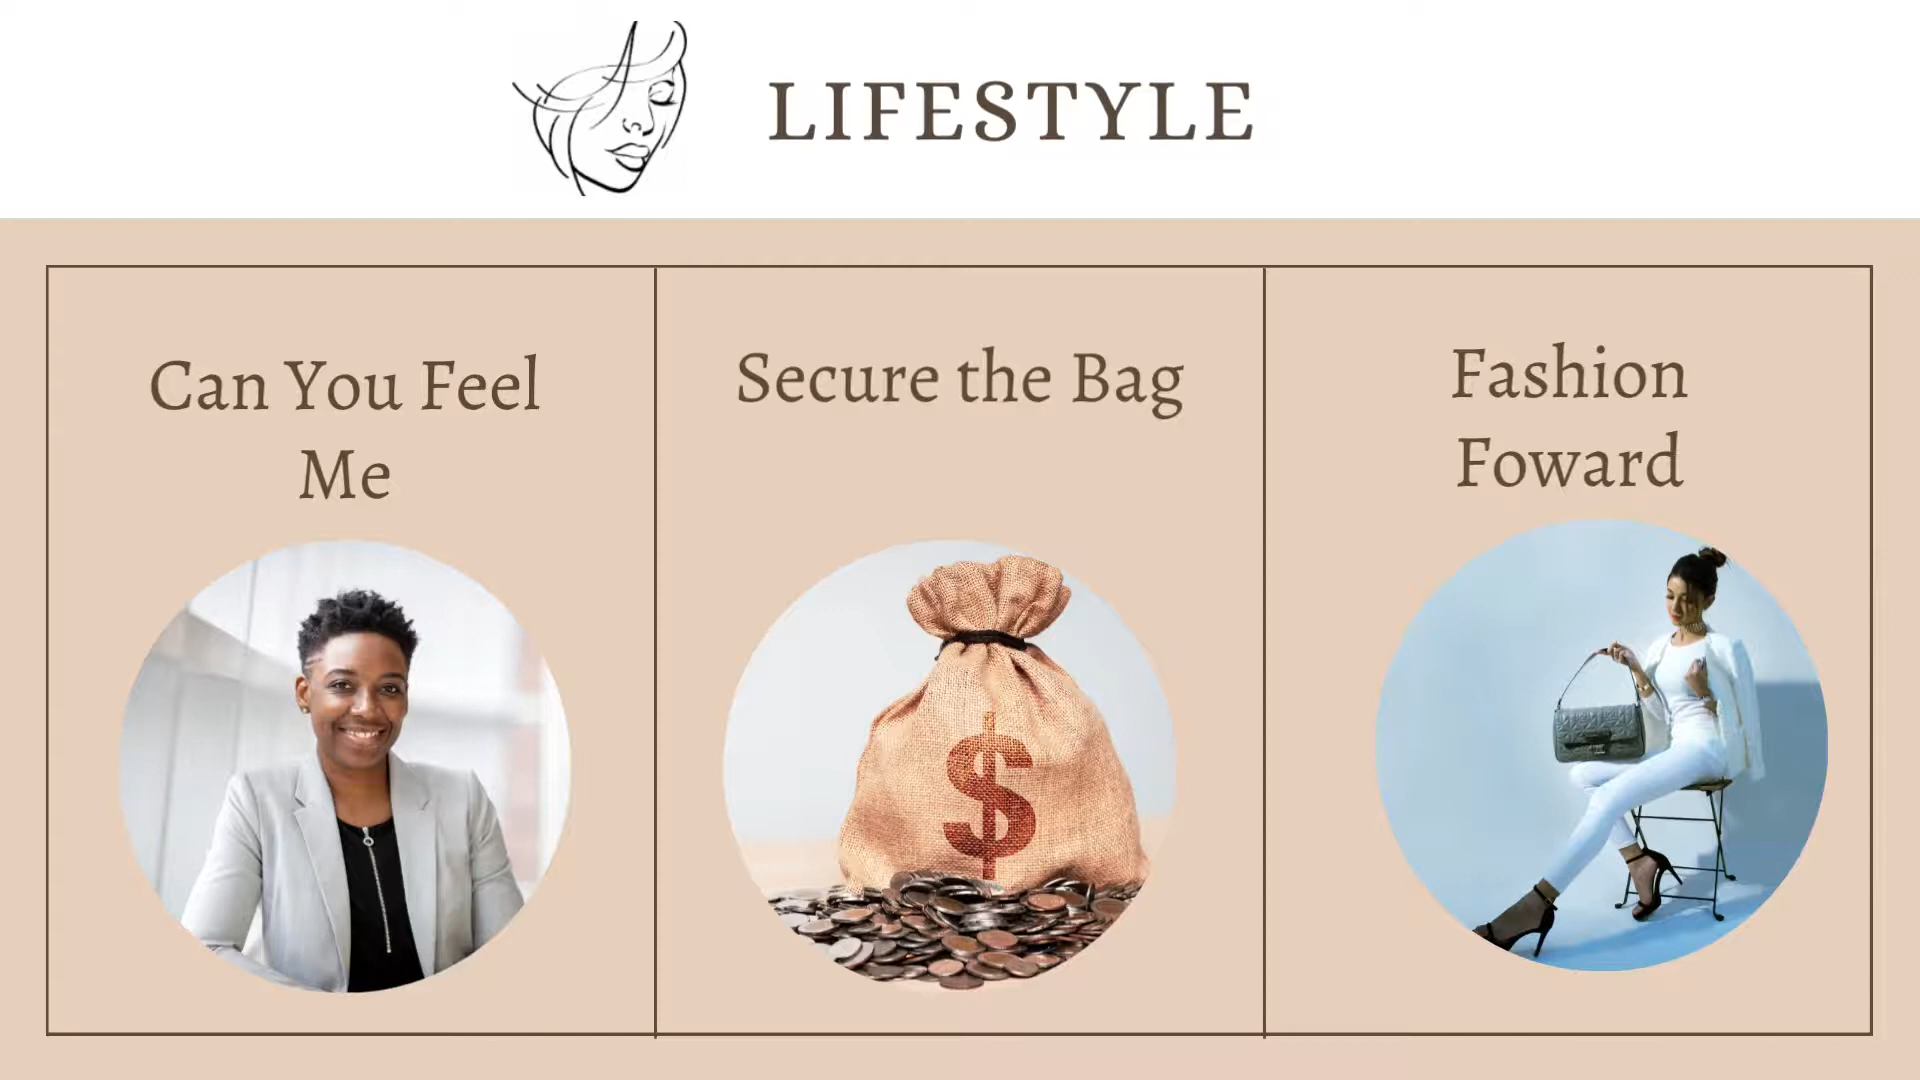 LIFESTYLE
Can You Feel
Me
Secure the Bag
$
Fashion
Foward